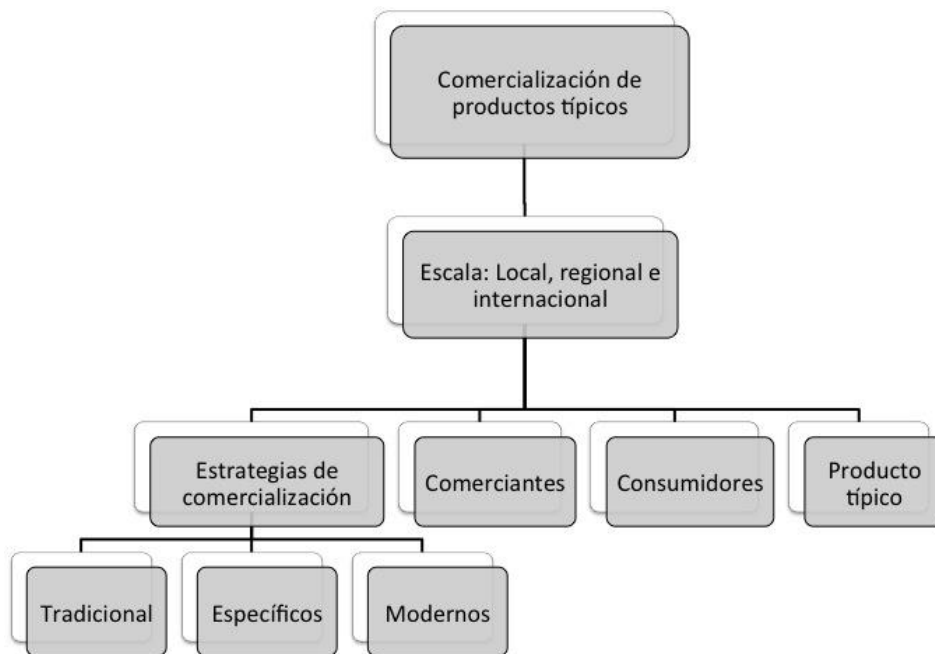 Comercialización de
productos típicos
Escala: Local, regional e
internacional
Estrategias de
comercialización
Comerciantes
Consumidores
Producto
típico
Tradicional
Específicos
Modernos